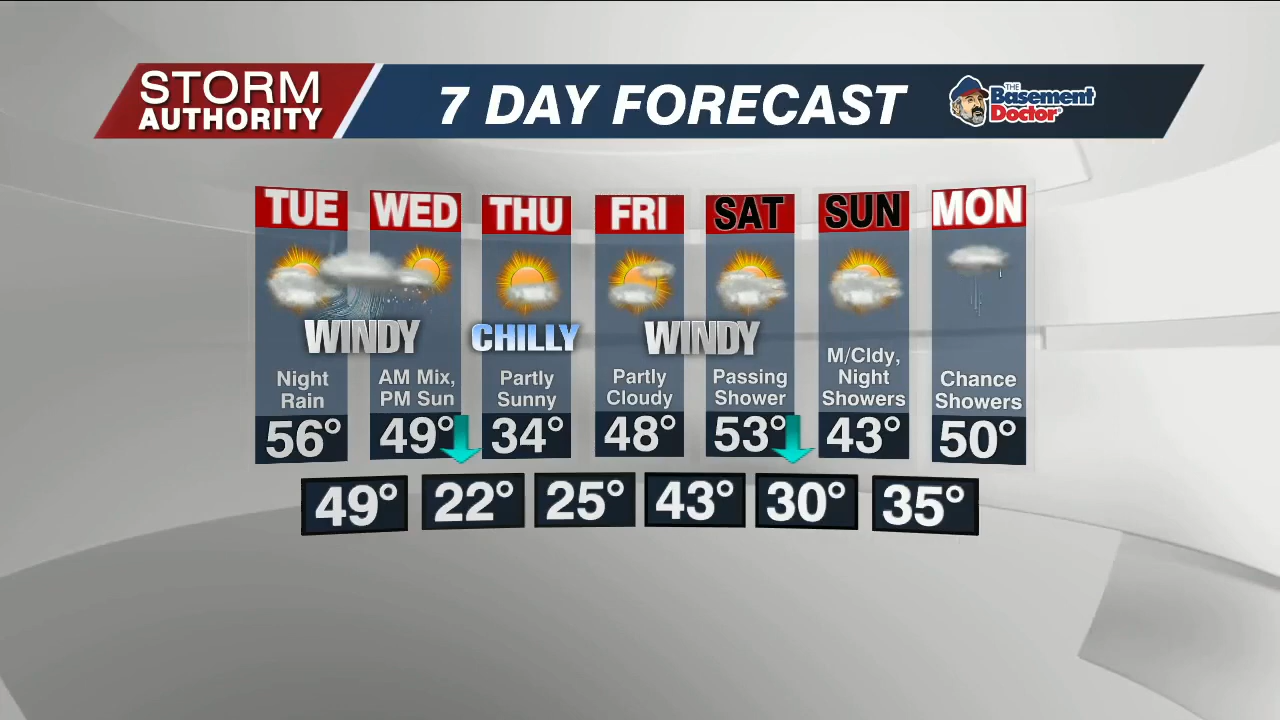 STORM
AUTHORITY
7 DAY FORECAST
THE
Basement
Doctor
TUE WED THU FRI SAT SUN MON
WINDY CHILLY WINDY
Night
Rain
AM Mix,
PM Sun
Partly
Sunny
Partly
Cloudy
Passing
Shower
M/Cldy,
Night
Showers
Chance
Showers
56° 49° 34° 48° 53° 43° 50°
49° 22° 25° 43° 30° 35°